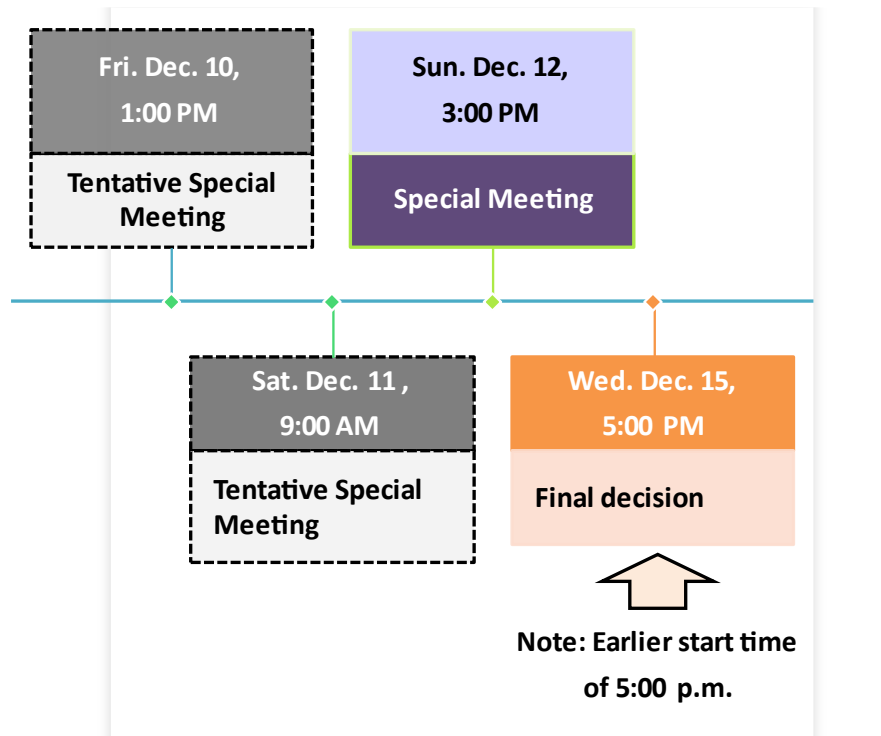 Fri. Dec. 10,
1:00 PM
Tentative Special
Meeting
Sun. Dec. 12,
3:00 PM
Special Meeting
Sat. Dec. 11 ,
9:00 AM
Tentative Special
Meeting
Wed. Dec. 15,
5:00 PM
Final decision
Note: Earlier start time
of 5:00 p.m.